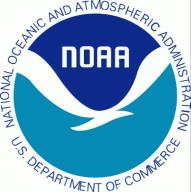 NATIONAL OCEANIC AND ATMOSPHERIC ADMINISTRATION
NOAA
U.S. DEPARTMENT OF COMMERCE